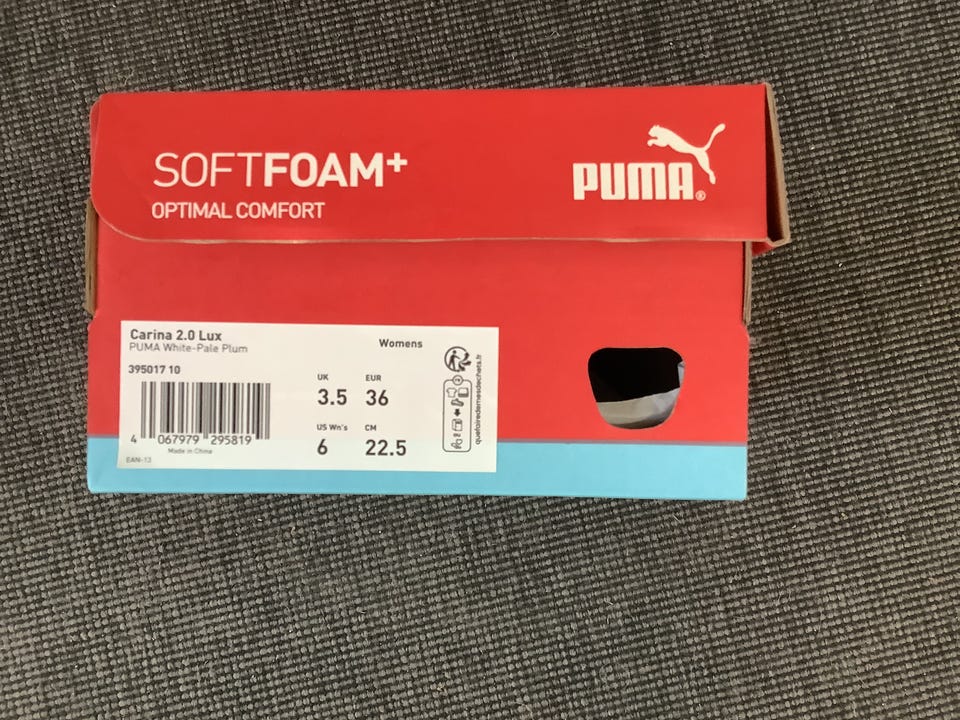 SOFTFOAM+
OPTIMAL COMFORT
PUMA®
Carina 2.0 Lux
PUMA White-Pale Plum
Womens
395017 10
UK
3.5
EUR
36
US Wn's
6
CM
22.5
4 067979 295819
Made in China
EAN-13
FR
quefairedemesdechets.fr